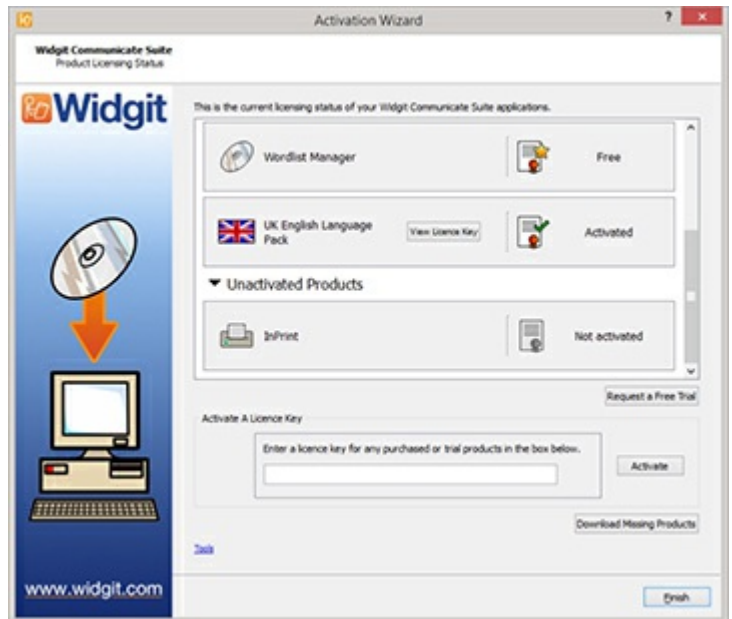 Activation Wizard
?
Widgit Communicate Suite
Product Licensing Status
Widgit
This is the current licensing status of your Widgit Communicate Suite applications.
Wordlist Manager
Free
UK English Language
Pack
View Licence Key
Activated
Unactivated Products
InPrint
Not activated
Request a Free Trial
Activate A Licence Key
Enter a licence key for any purchased or trial products in the box below.
Activate
Download Missing Products
Tools
www.widgit.com
Finish